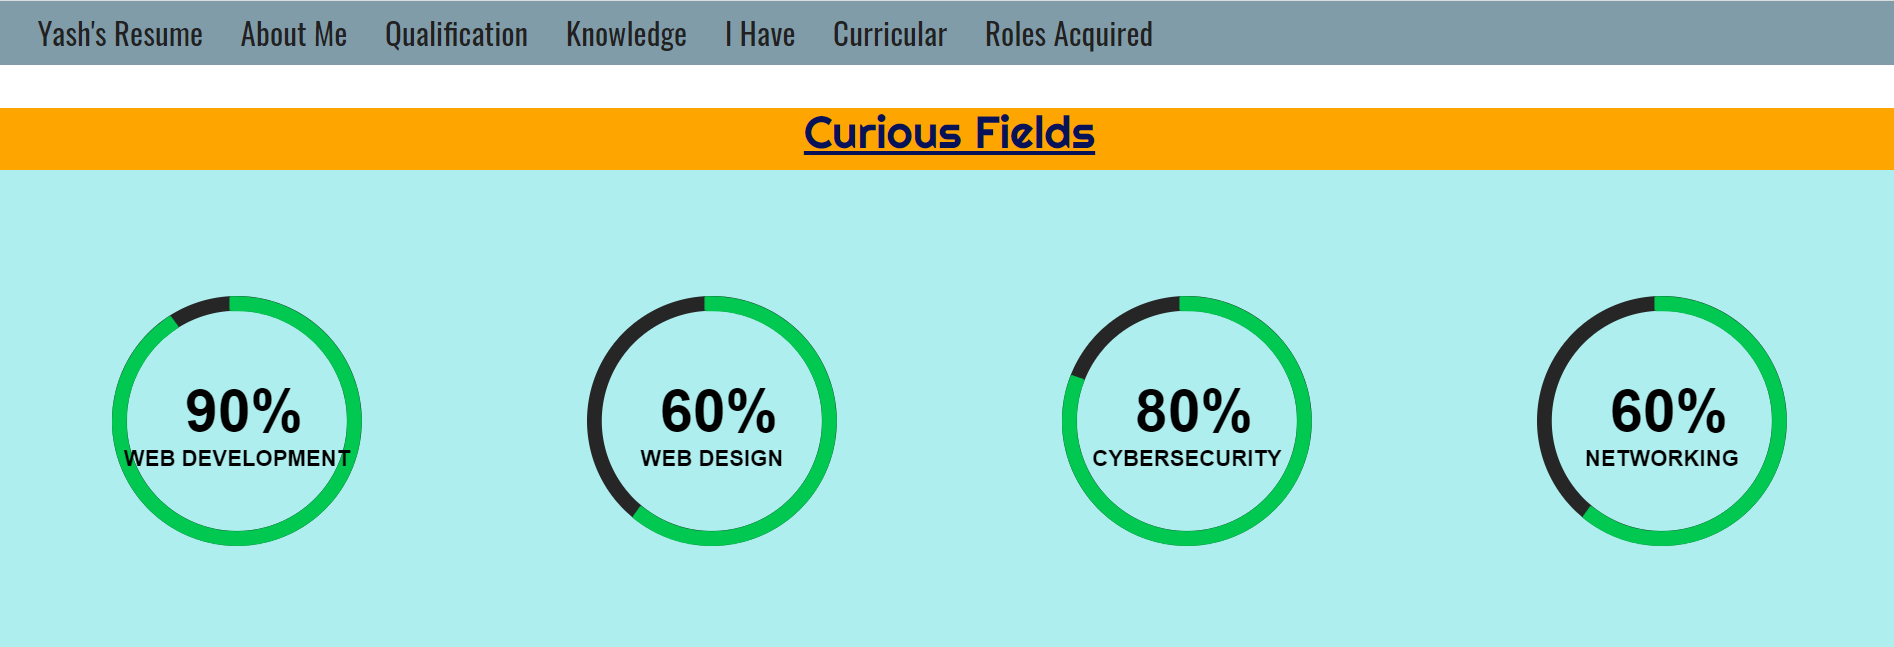 Yash's Resume About Me Qualification Knowledge I Have Curricular Roles Acquired
Curious Fields
90%
WEB DEVELOPMENT
60%
WEB DESIGN
80%
CYBERSECURITY
60%
NETWORKING